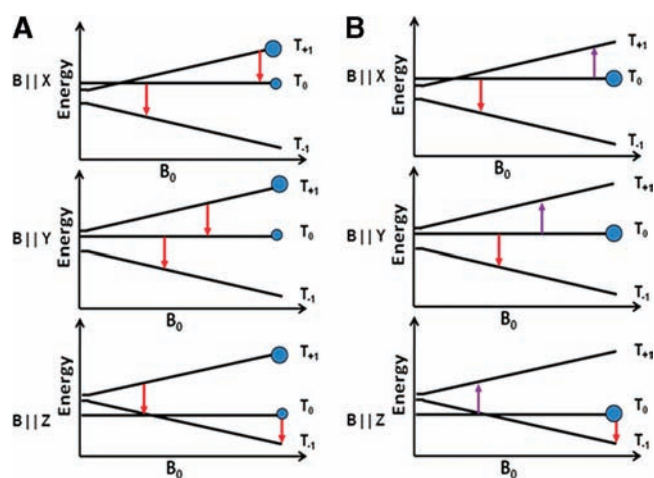 A
B || X
Energy
T+1
T0
T-1
B0
B || Y
Energy
T+1
T0
T-1
B0
B || Z
Energy
T+1
T0
T-1
B0
B
B || X
Energy
T+1
T0
T-1
B0
B || Y
Energy
T+1
T0
T-1
B0
B || Z
Energy
T+1
T0
T-1
B0